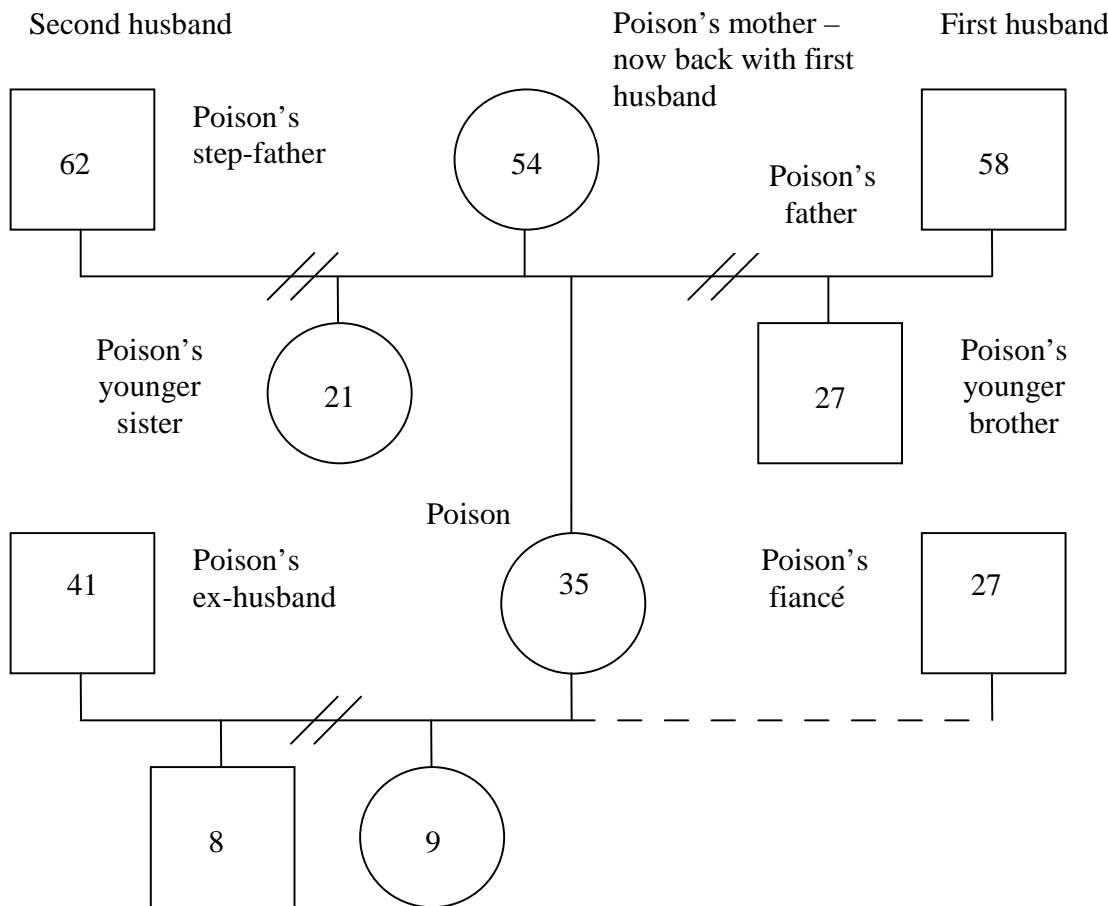 Second husband
Poison’s mother –
now back with first
husband
First husband
62
Poison’s
step-father
54
Poison’s
father
58
Poison’s
younger
sister
21
27
Poison’s
younger
brother
Poison
41
Poison’s
ex-husband
35
Poison’s
fiancé
27
8
9